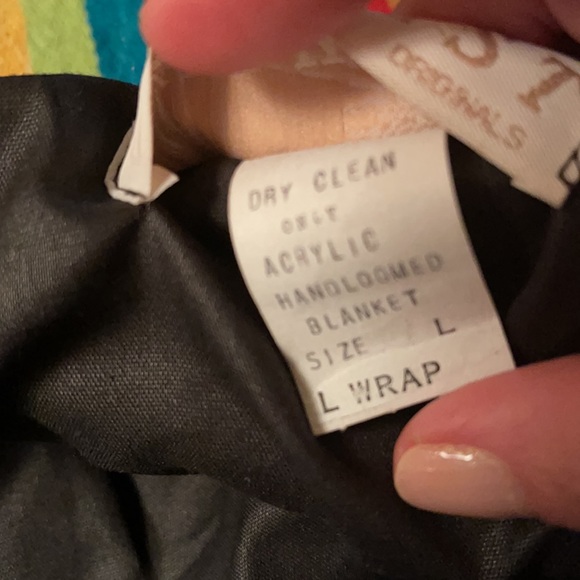 ORIGINALS
DRY CLEAN
ONLY
ACRYLIC
HANDLOOMED
BLANKET
SIZE L
L WRAP